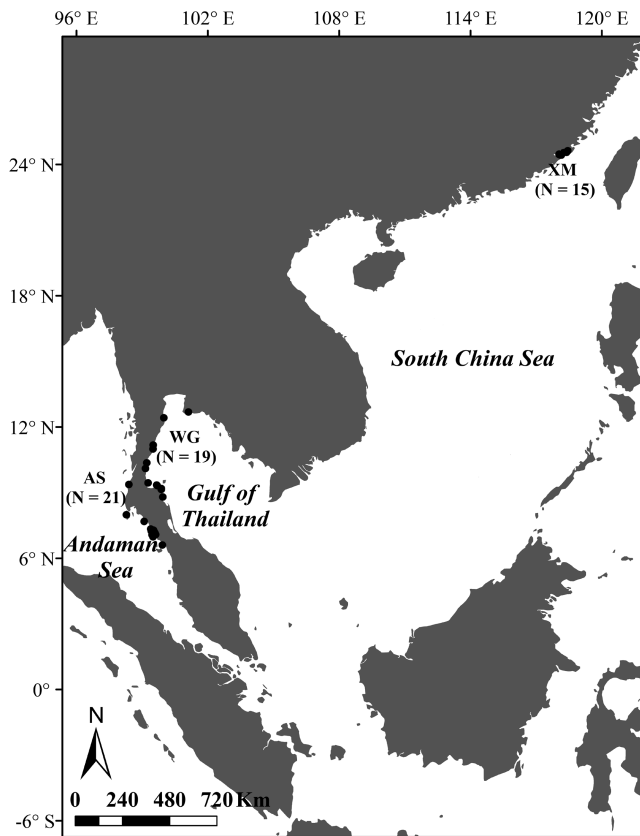 96° E 102° E 108° E 114° E 120° E
24° N
XM
(N = 15)
18° N
South China Sea
12° N
WG
(N = 19)
AS
(N = 21)
Gulf of
Thailand
Andaman
Sea
6° N
0°
N
0 240 480 720 Km
-6° S